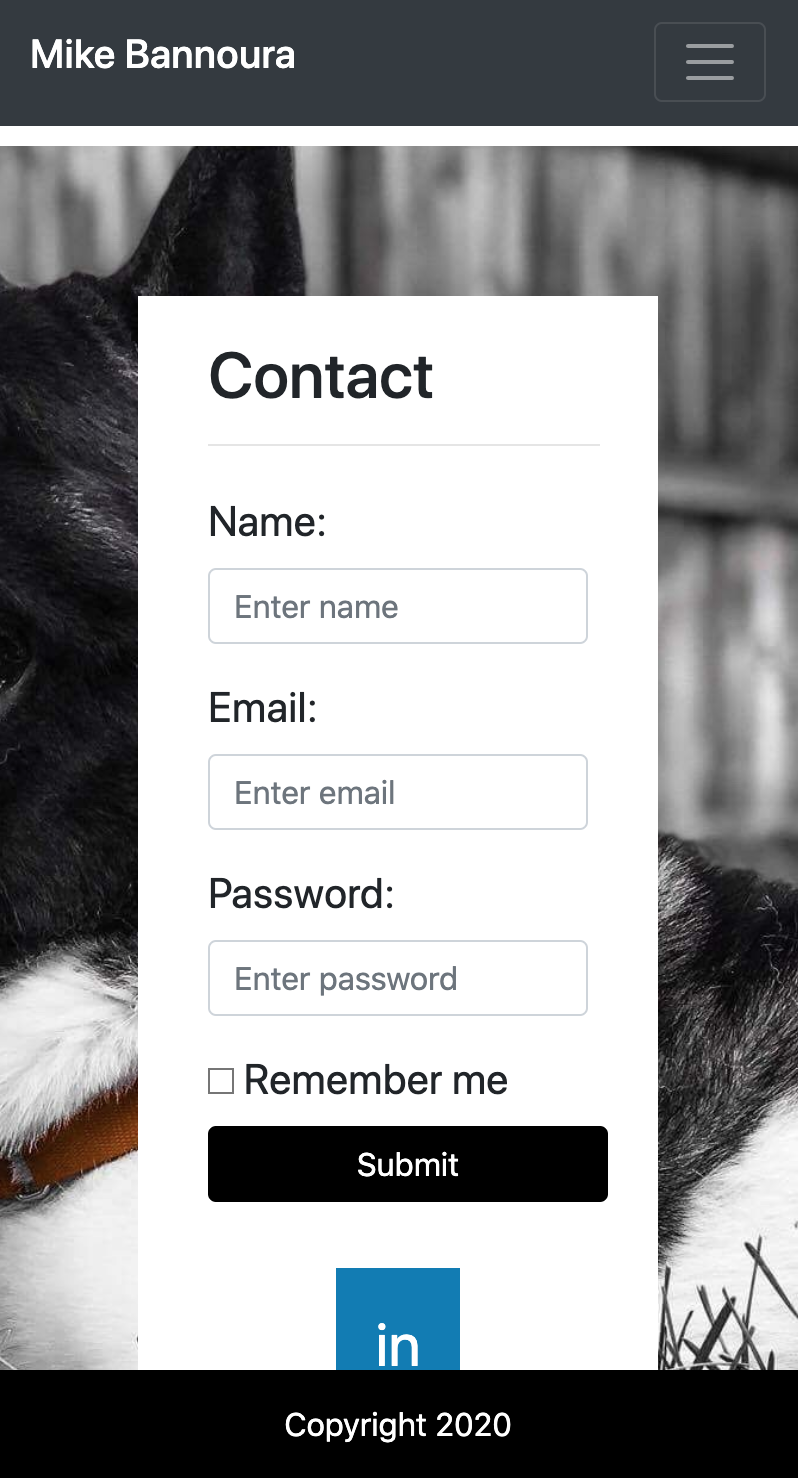 Mike Bannoura
Contact
Name:
Enter name
Email:
Enter email
Password:
Enter password
Remember me
Submit
in
Copyright 2020